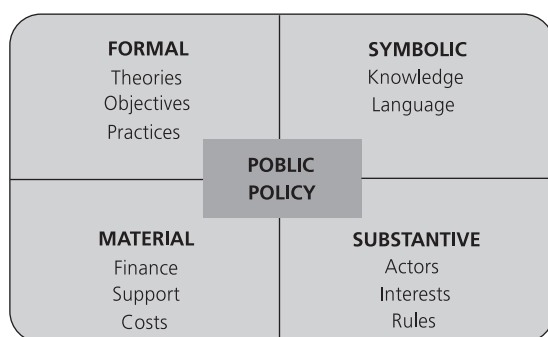 FORMAL
Theories
Objectives
Practices
SYMBOLIC
Knowledge
Language
POBLIC
POLICY
MATERIAL
Finance
Support
Costs
SUBSTANTIVE
Actors
Interests
Rules